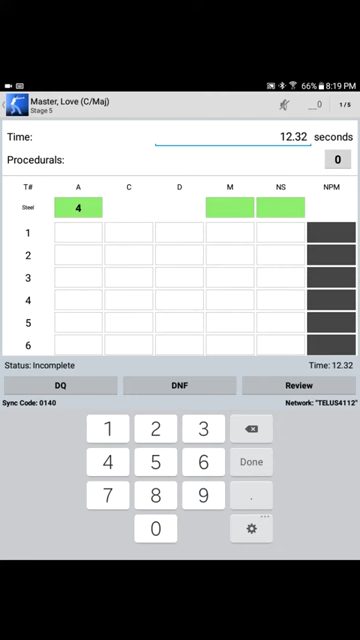 66% 8:19 PM
Master, Love (C/Maj)
Stage 5
__0
1 / 5
Time: 12.32 seconds
Procedurals: 0
T# A C D M NS NPM
Steel 4
1
2
3
4
5
6
Status: Incomplete Time: 12.32
DQ DNF Review
Sync Code: 0140 Network: "TELUS4112"
1 2 3
4 5 6 Done
7 8 9 .
0